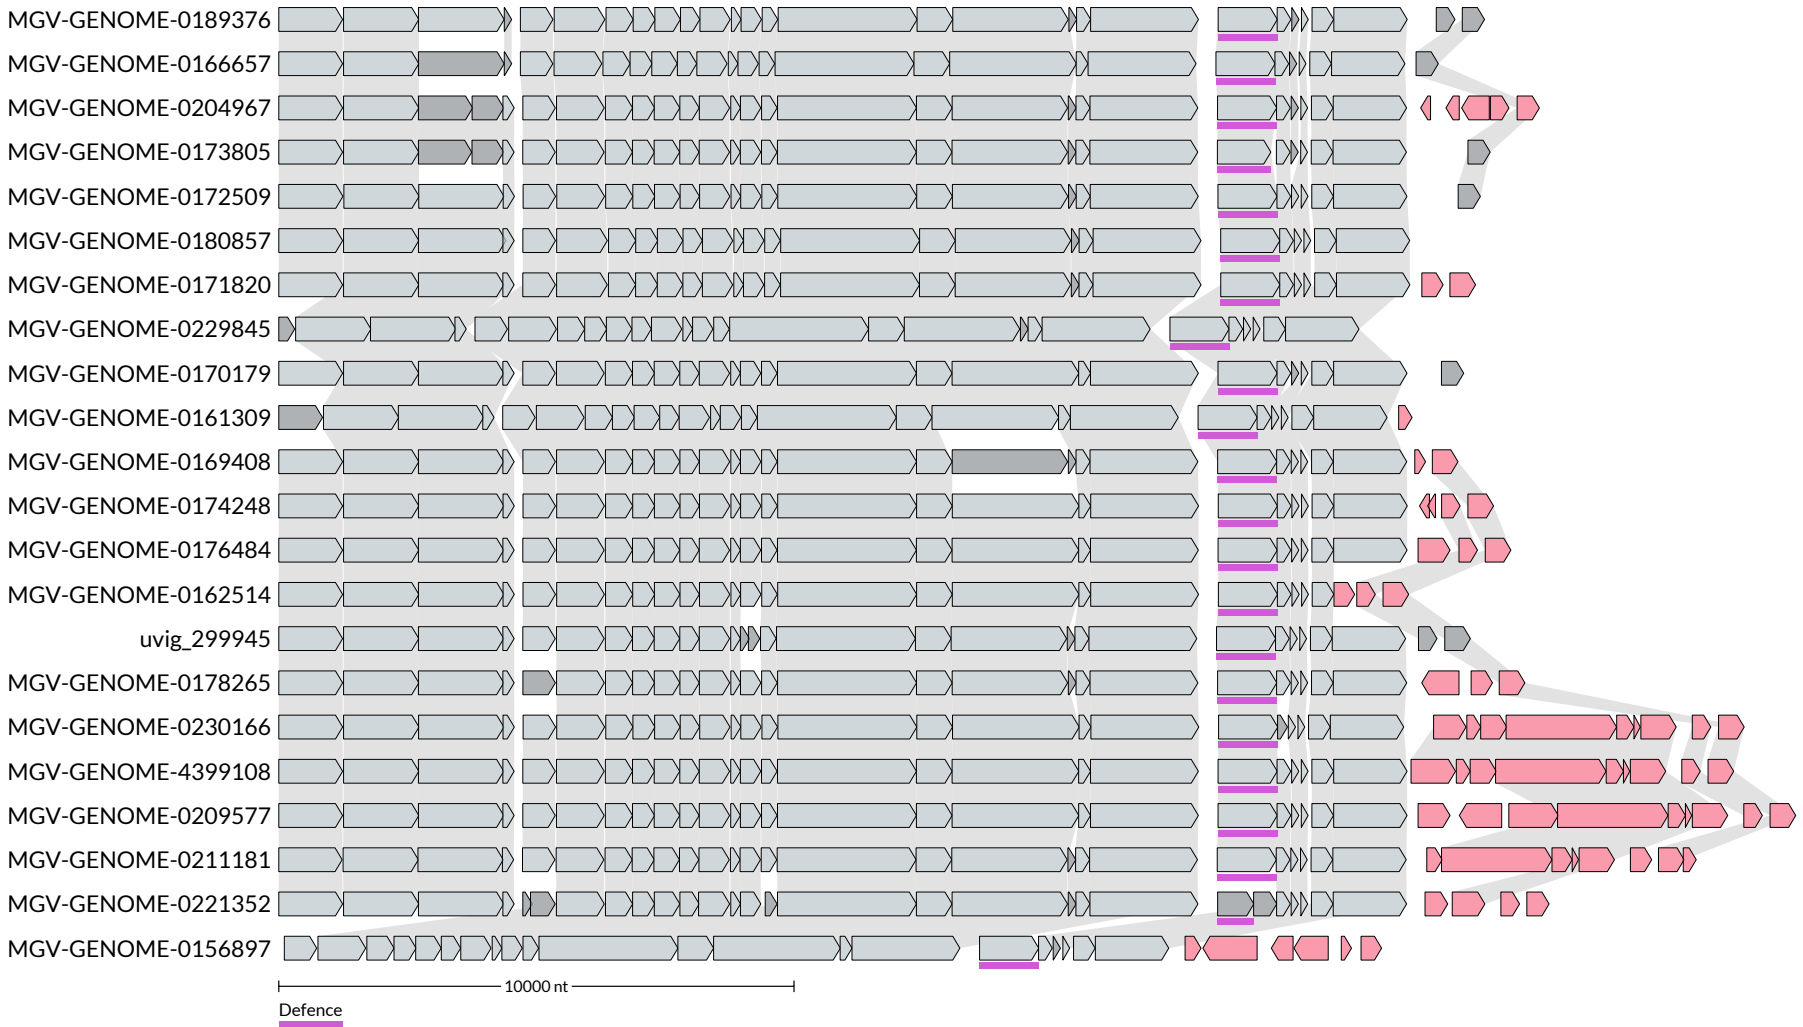 MGV-GENOME-0189376
MGV-GENOME-0166657
MGV-GENOME-0204967
MGV-GENOME-0173805
MGV-GENOME-0172509
MGV-GENOME-0180857
MGV-GENOME-0171820
MGV-GENOME-0229845
MGV-GENOME-0170179
MGV-GENOME-0161309
MGV-GENOME-0169408
MGV-GENOME-0174248
MGV-GENOME-0176484
MGV-GENOME-0162514
uvig_299945
MGV-GENOME-0178265
MGV-GENOME-0230166
MGV-GENOME-4399108
MGV-GENOME-0209577
MGV-GENOME-0211181
MGV-GENOME-0221352
MGV-GENOME-0156897
10000 nt
Defence